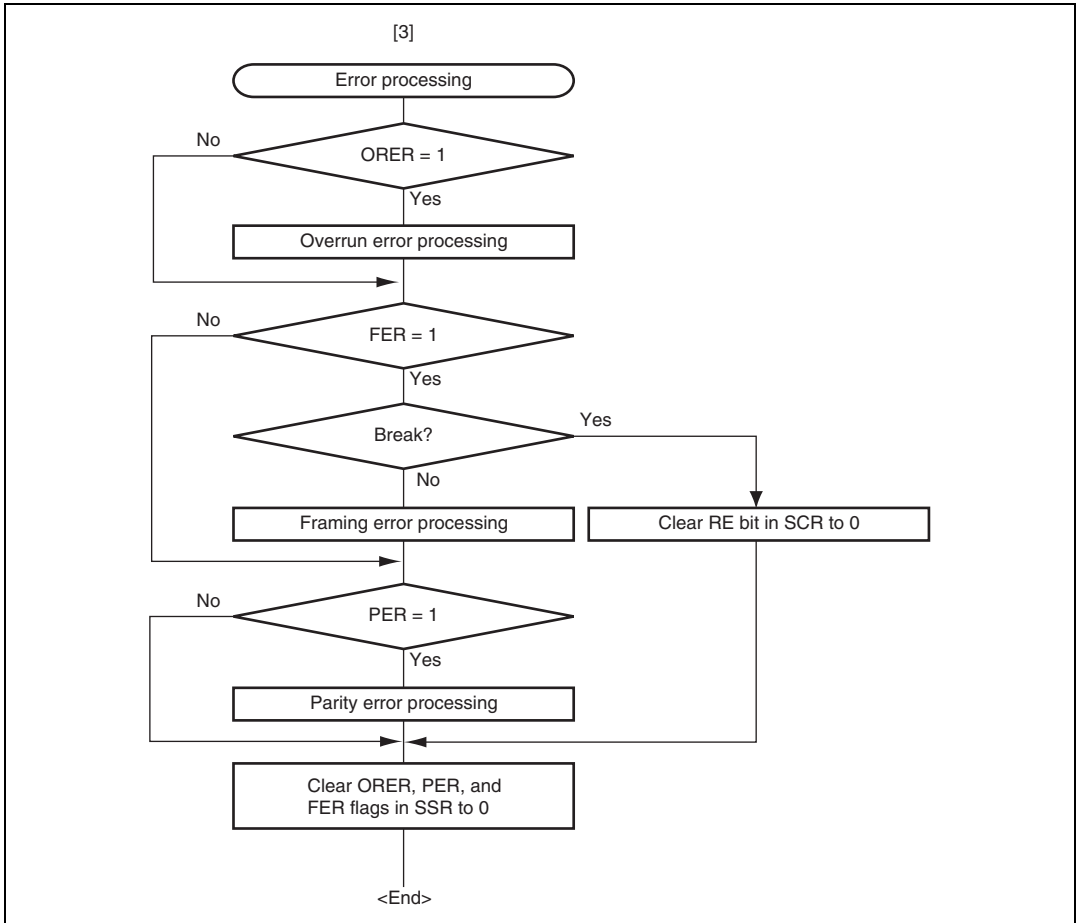 [3]
Error processing
No
ORER = 1
Yes
Overrun error processing
No
FER = 1
Yes
Break?
Yes
No
Framing error processing
Clear RE bit in SCR to 0
No
PER = 1
Yes
Parity error processing
Clear ORER, PER, and
FER flags in SSR to 0
<End>